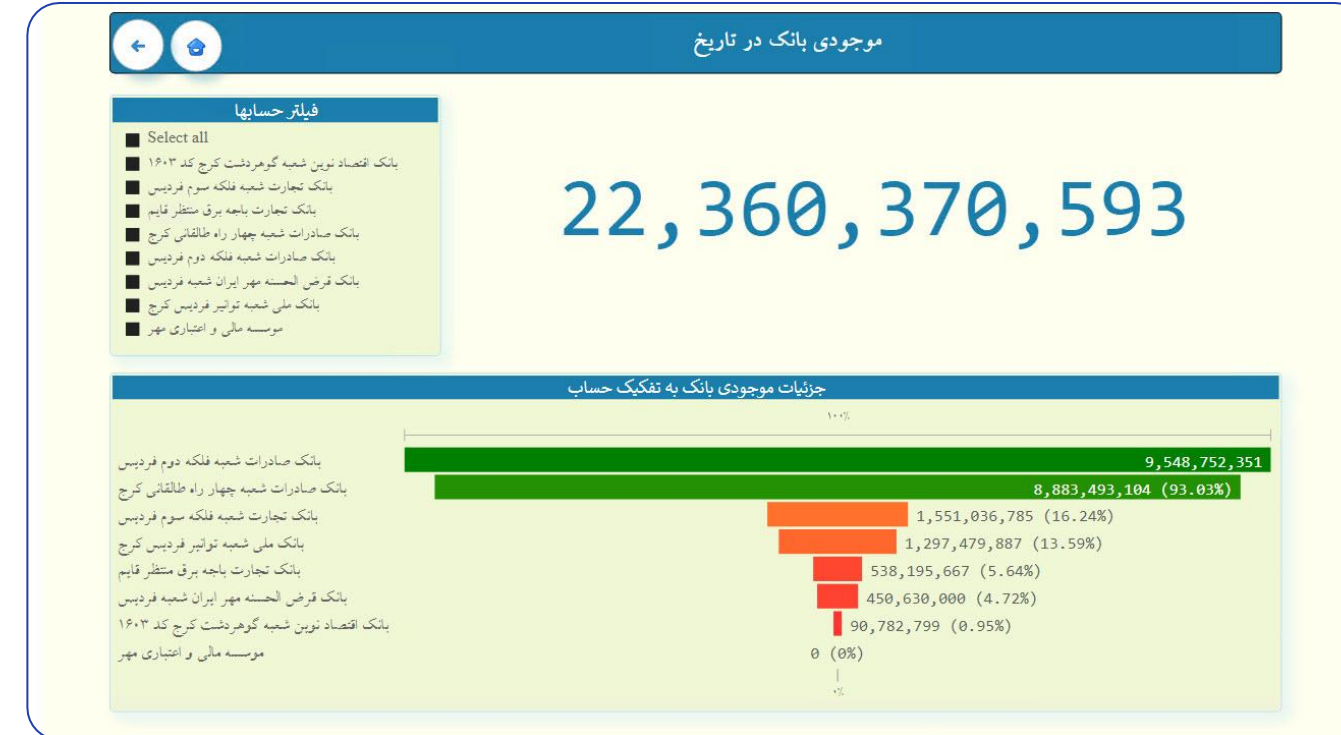 موجودی بانک در تاریخ
فیلتر حسابها
Select all
بانک اقتصاد نوین شعبه گوهردشت کرج کد ۱۶۰۳
بانک تجارت شعبه فلکه سوم فردیس
بانک تجارت باجه برق منتظر قایم
بانک صادرات شعبه چهار راه طالقانی کرج
بانک صادرات شعبه فلکه دوم فردیس
بانک قرض الحسنه مهر ایران شعبه فردیس
بانک ملی شعبه توانیر فردیس کرج
موسسه مالی و اعتباری مهر
22,360,370,593
جزئیات موجودی بانک به تفکیک حساب
۱۰۰٪
بانک صادرات شعبه فلکه دوم فردیس 9,548,752,351
بانک صادرات شعبه چهار راه طالقانی کرج 8,883,493,104 (93.03%)
بانک تجارت شعبه فلکه سوم فردیس 1,551,036,785 (16.24%)
بانک ملی شعبه توانیر فردیس کرج 1,297,479,887 (13.59%)
بانک تجارت باجه برق منتظر قایم 538,195,667 (5.64%)
بانک قرض الحسنه مهر ایران شعبه فردیس 450,630,000 (4.72%)
بانک اقتصاد نوین شعبه گوهردشت کرج کد ۱۶۰۳ 90,782,799 (0.95%)
موسسه مالی و اعتباری مهر 0 (0%)
۰٪